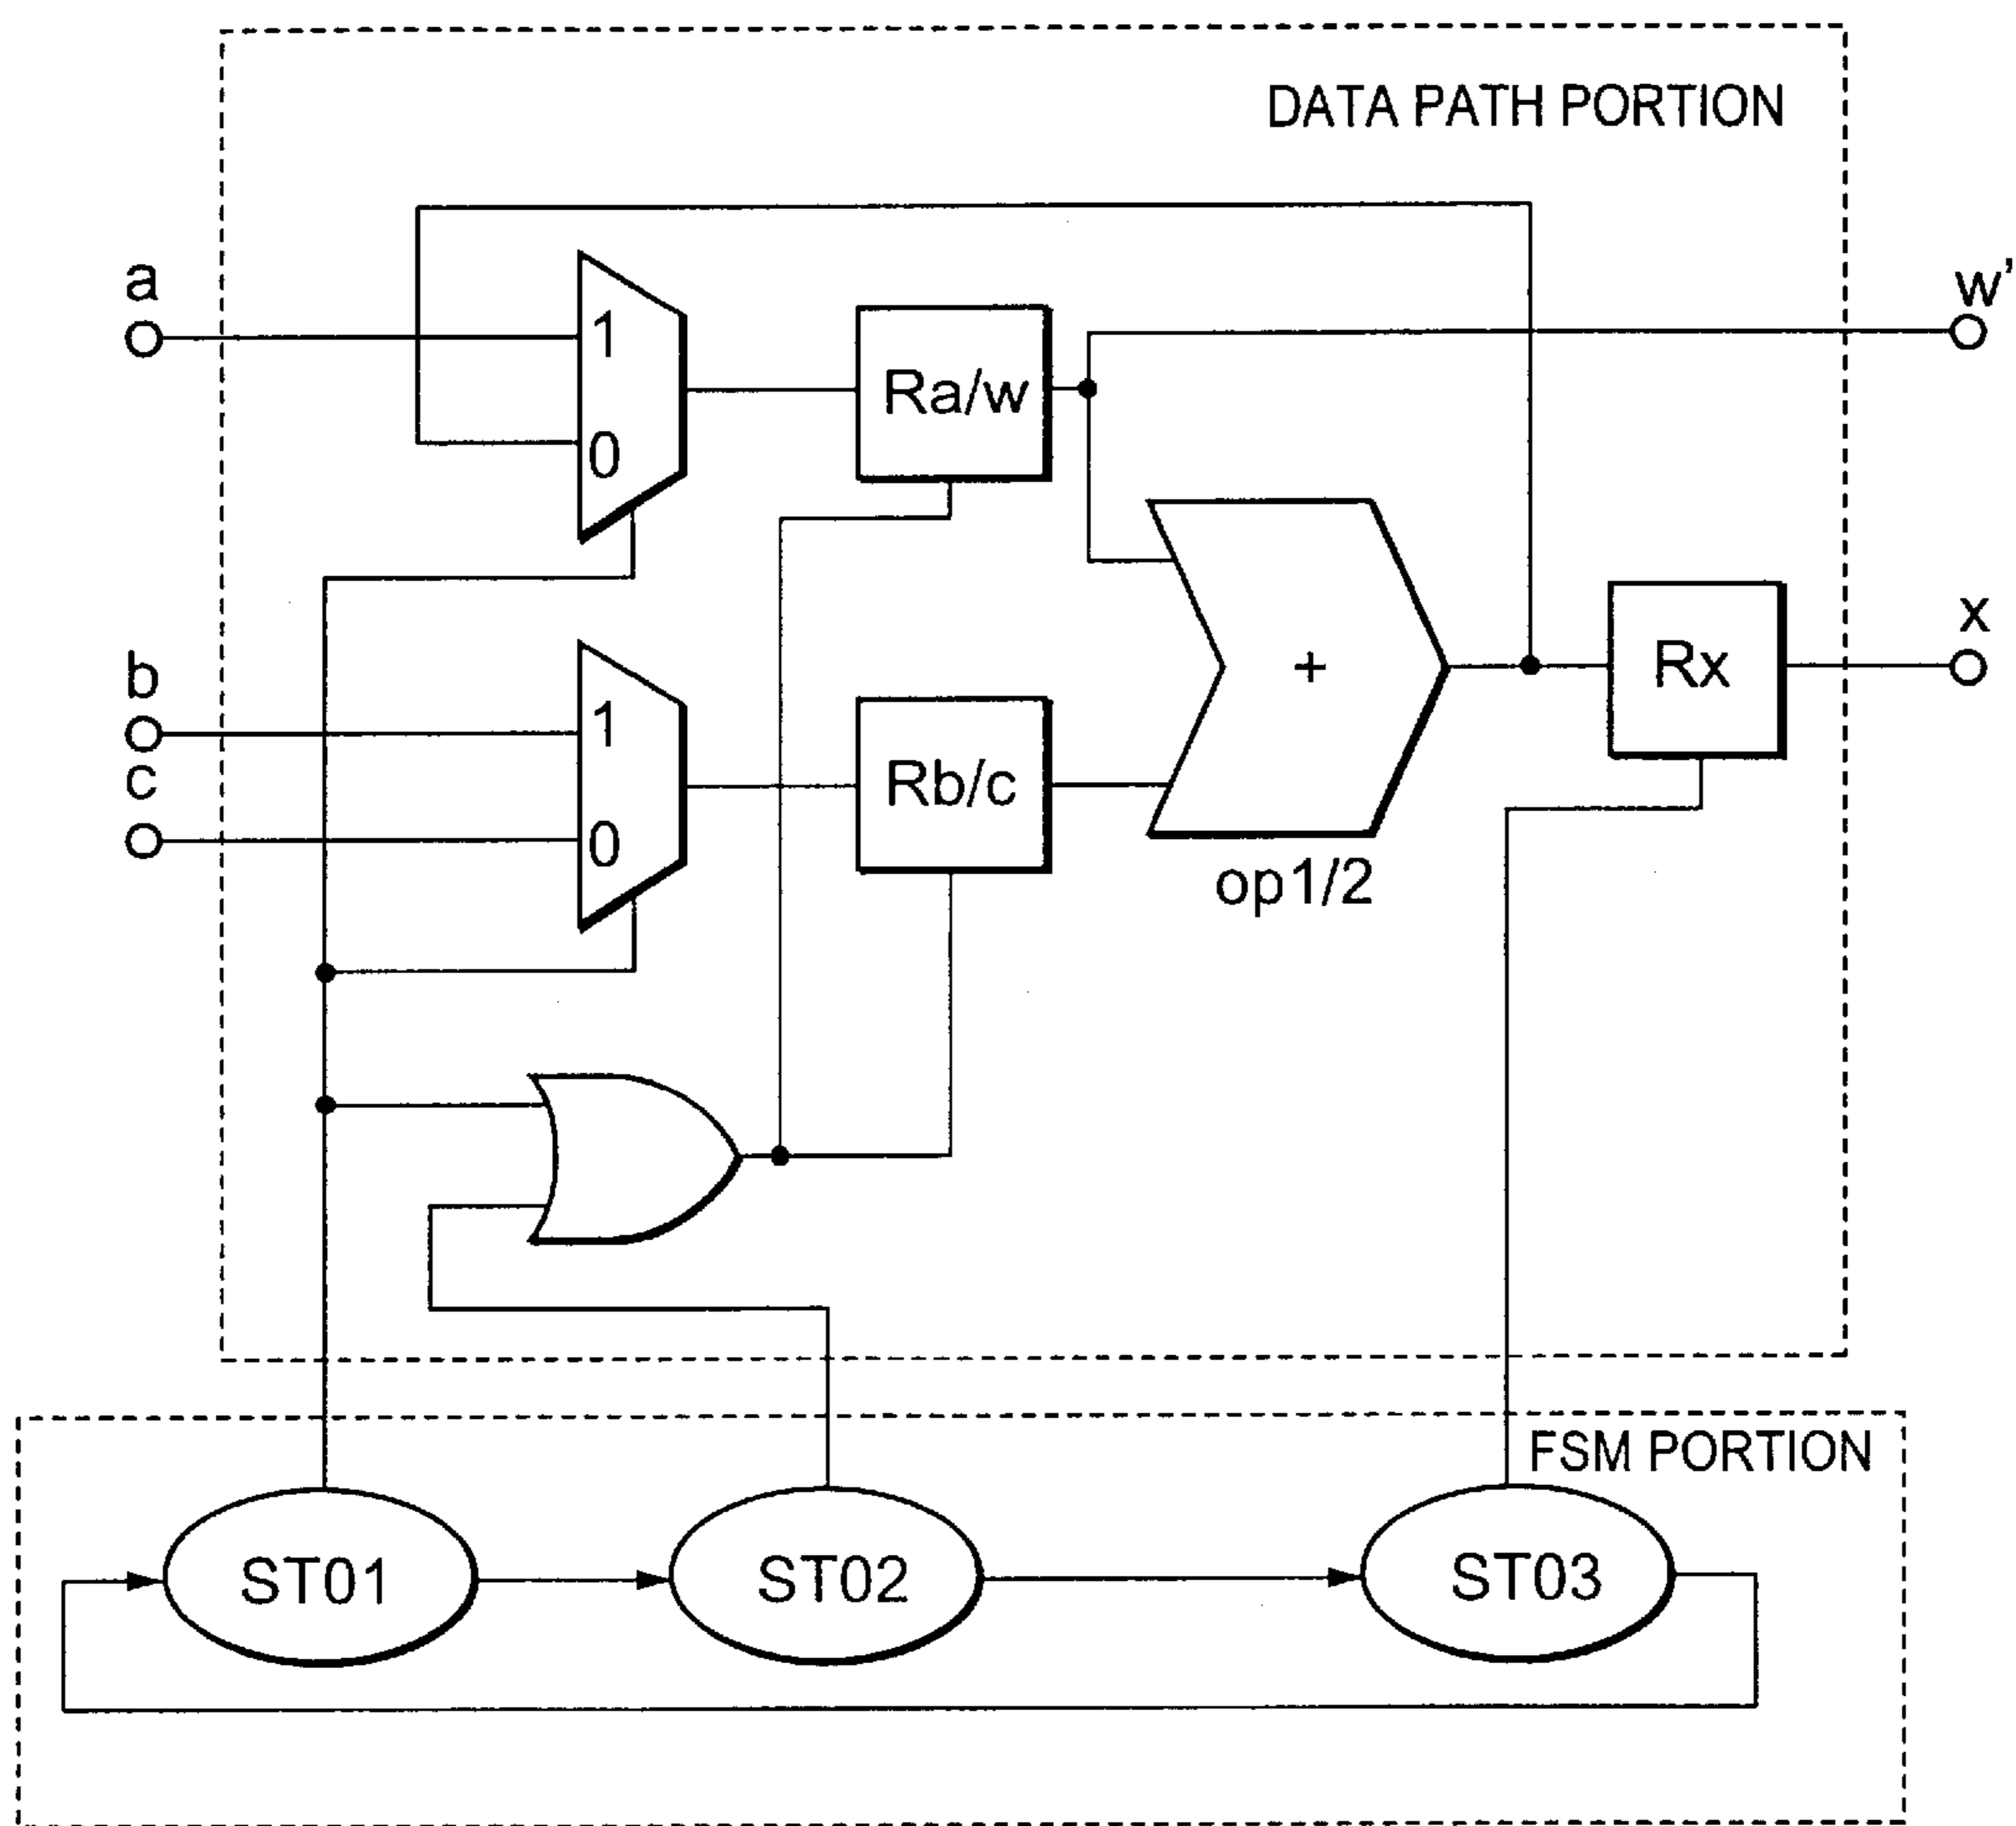 DATA PATH PORTION
a
1
0
Ra/w
w'
b
c
1
0
Rb/c
+
op1/2
Rx
x
FSM PORTION
ST01
ST02
ST03